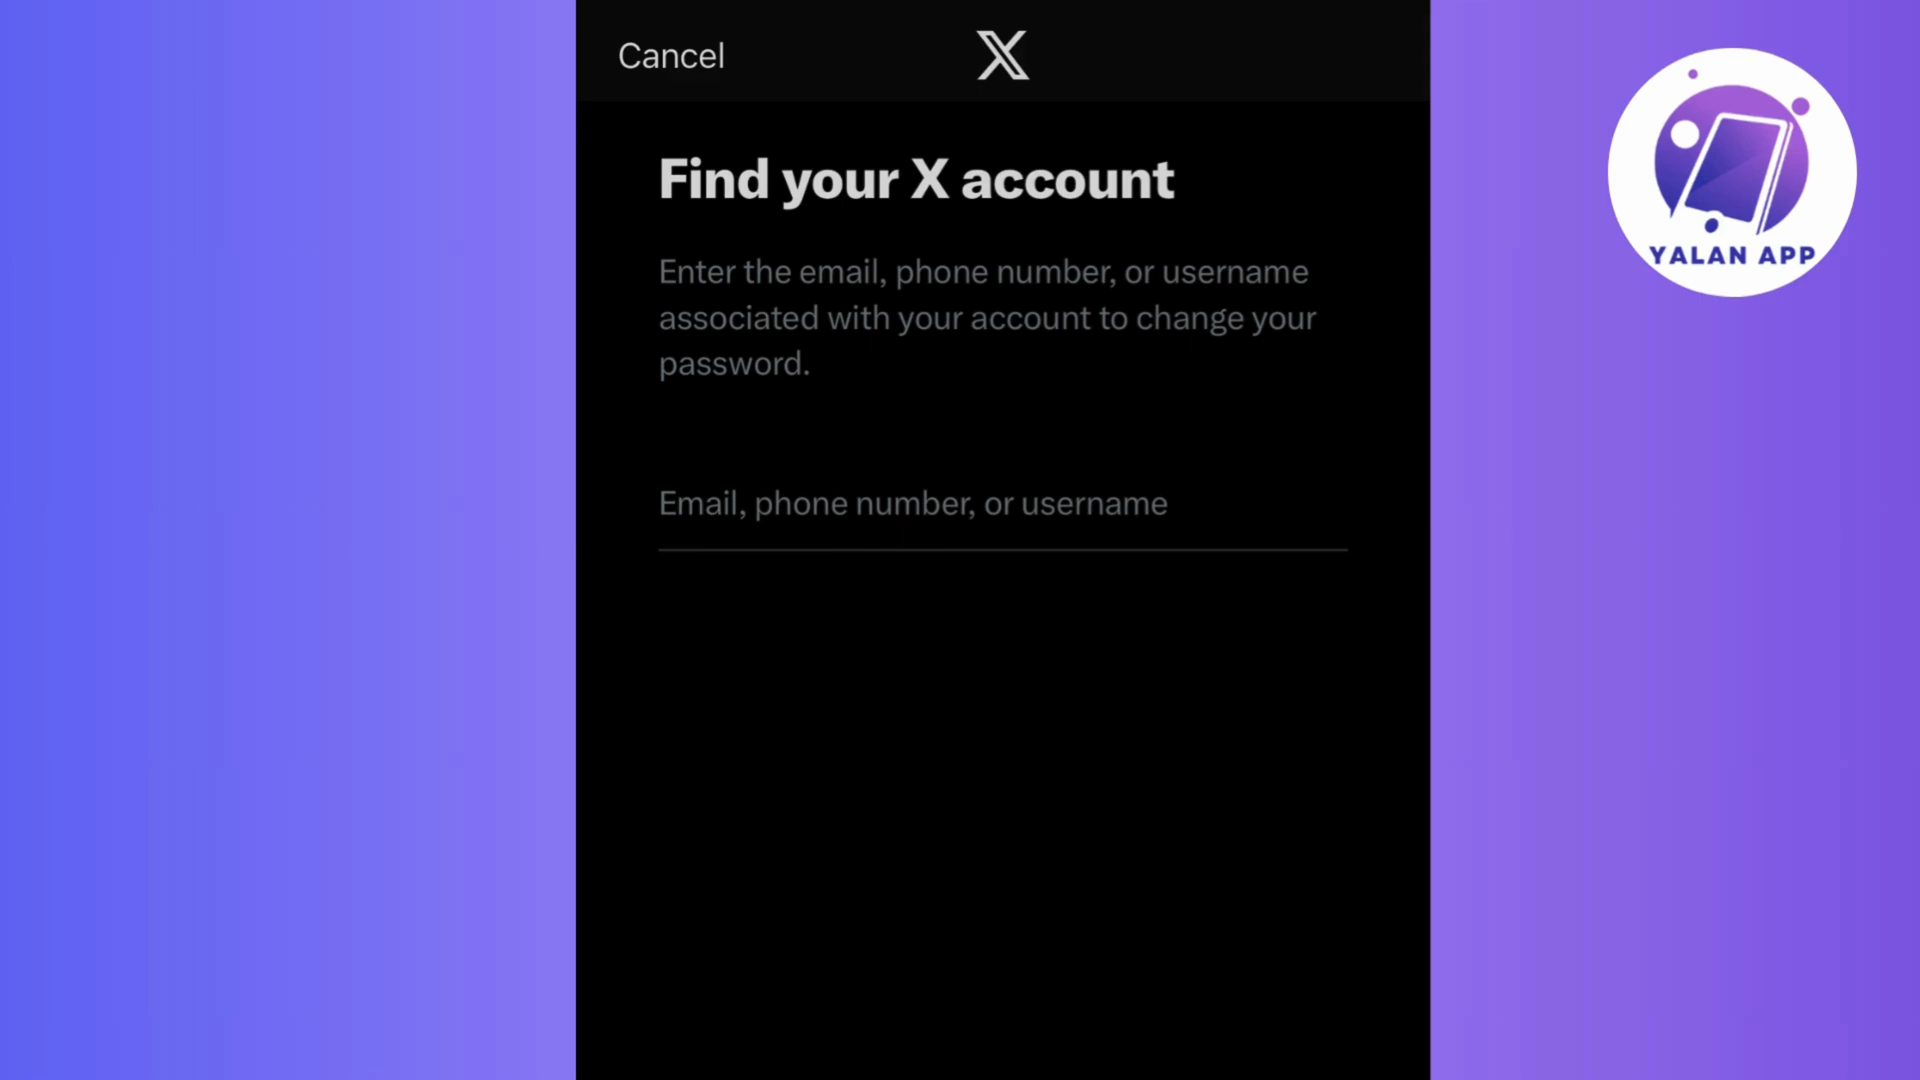 Cancel
Find your X account
Enter the email, phone number, or username
associated with your account to change your
password.
Email, phone number, or username
YALAN APP